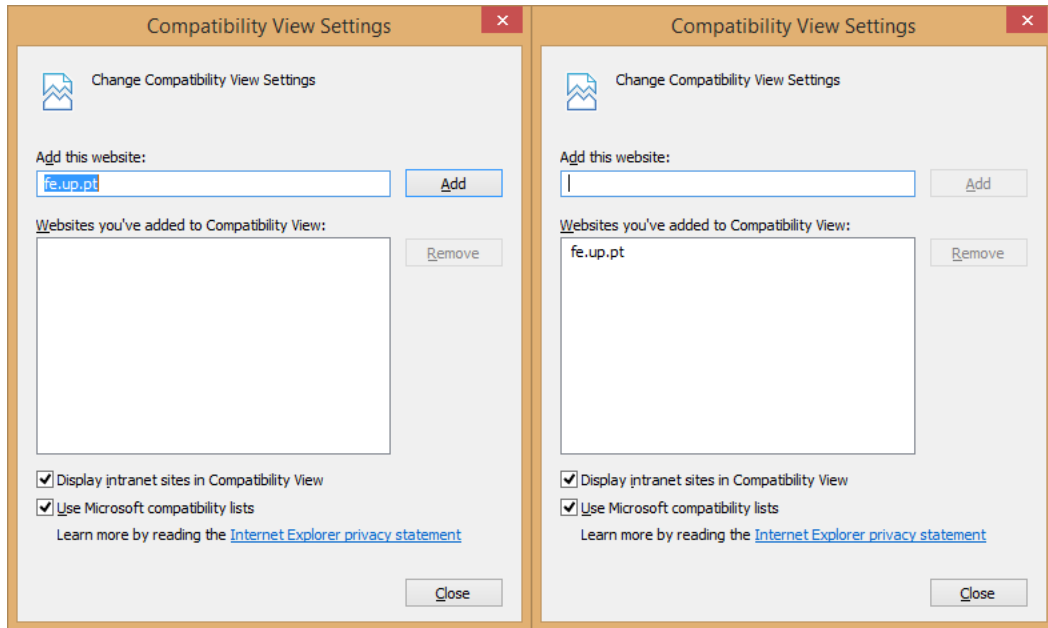 Compatibility View Settings
Change Compatibility View Settings
Add this website:
fe.up.pt
Add
Websites you've added to Compatibility View:
Remove
Display intranet sites in Compatibility View
Use Microsoft compatibility lists
Learn more by reading the Internet Explorer privacy statement
Close
Compatibility View Settings
Change Compatibility View Settings
Add this website:
Add
Websites you've added to Compatibility View:
fe.up.pt
Remove
Display intranet sites in Compatibility View
Use Microsoft compatibility lists
Learn more by reading the Internet Explorer privacy statement
Close